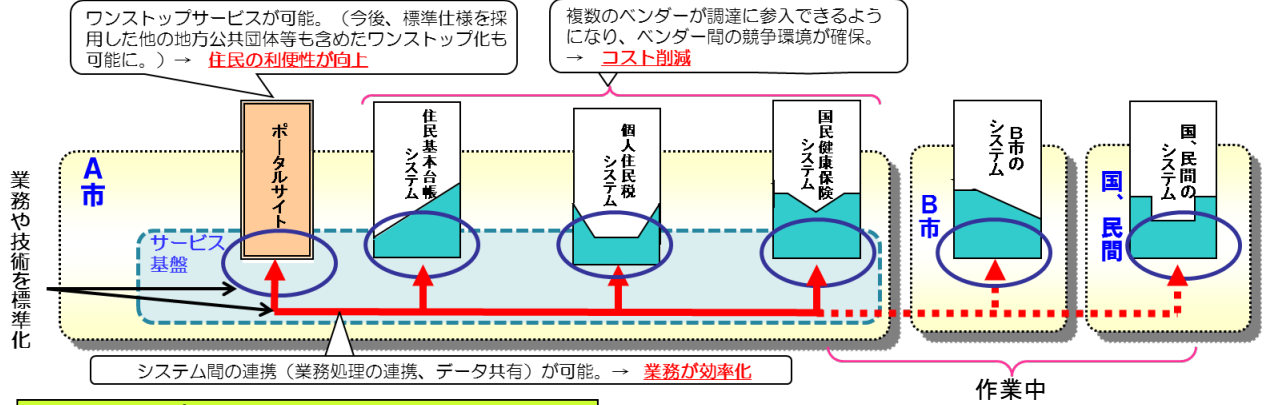 ワンストップサービスが可能。（今後、標準仕様を採
用した他の地方公共団体等も含めたワンストップ化も
可能に。）→　住民の利便性が向上
複数のベンダーが調達に参入できるよう
になり、ベンダー間の競争環境が確保。
→　コスト削減
業務や技術を標準化
A市
ポータルサイト
住民基本台帳
システム
個人住民税
システム
国民健康保険
システム
B市の
システム
国、民間の
システム
サービス
基盤
B市
国、民間
システム間の連携（業務処理の連携、データ共有）が可能。→　業務が効率化
作業中